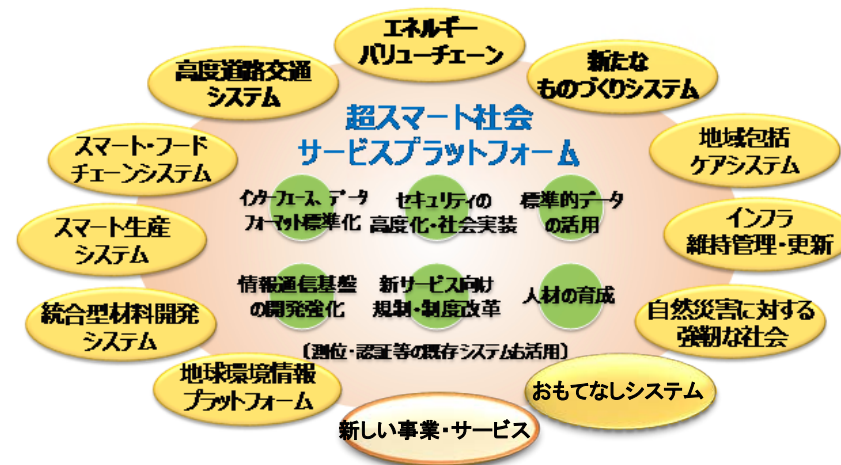 エネルギー
バリューチェーン
高度道路交通
システム
新たな
ものづくりシステム
超スマート社会
サービスプラットフォーム
スマート・フード
チェーンシステム
地域包括
ケアシステム
インターフェース、データ
フォーマット標準化
セキュリティの
高度化・社会実装
標準的データ
の活用
スマート生産
システム
インフラ
維持管理・更新
情報通信基盤
の開発強化
新サービス向け
規制・制度改革
人材の育成
統合型材料開発
システム
自然災害に対する
強靭な社会
（測位・認証等の既存システムも活用）
地球環境情報
プラットフォーム
おもてなしシステム
新しい事業・サービス